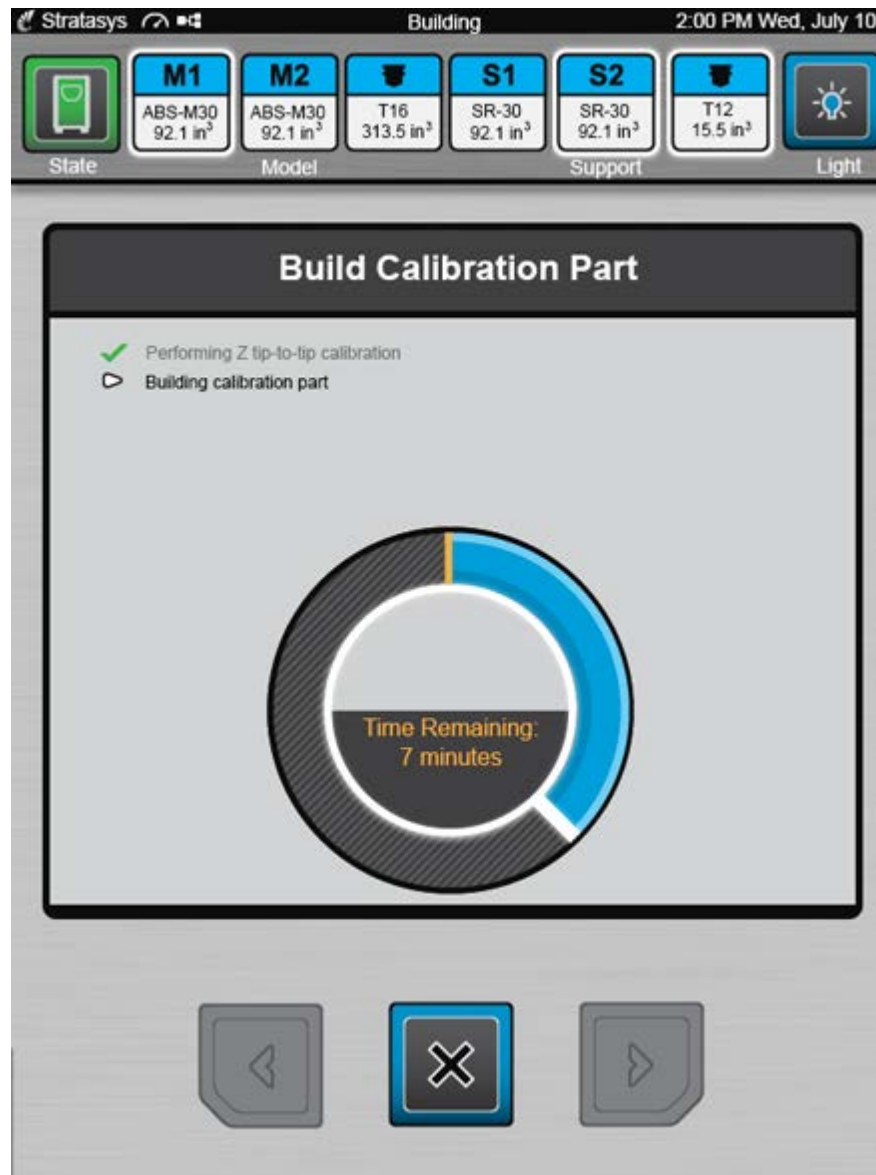 Stratasys Building 2:00 PM Wed, July 10
M1 M2 S1 S2
ABS-M30 ABS-M30 T16 SR-30 SR-30 T12
92.1 in³ 92.1 in³ 313.5 in³ 92.1 in³ 92.1 in³ 15.5 in³
State Model Support Light
Build Calibration Part
Performing Z tip-to-tip calibration
Building calibration part
Time Remaining:
7 minutes